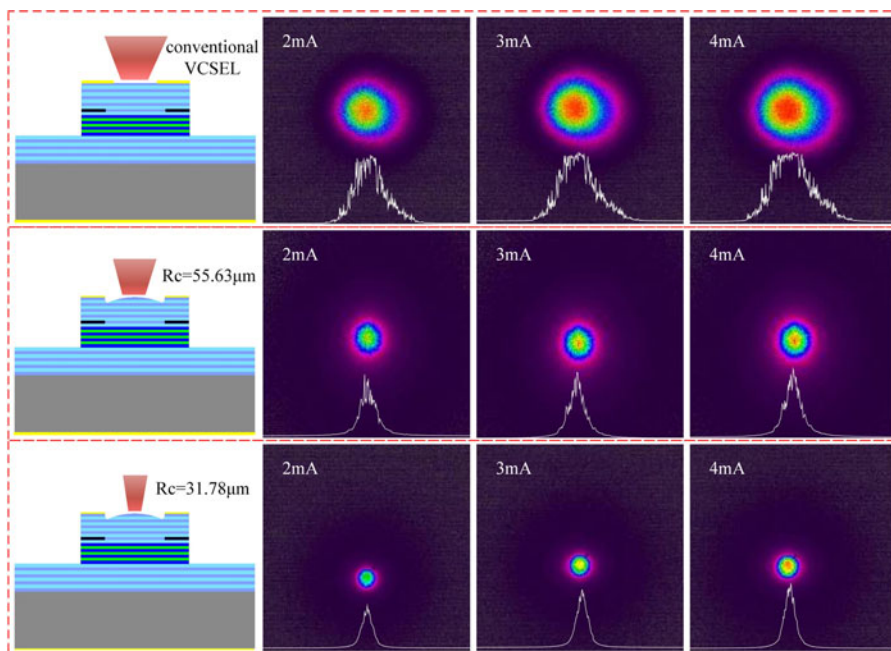 conventional
VCSEL
2mA
3mA
4mA
Rc=55.63μm
2mA
3mA
4mA
Rc=31.78μm
2mA
3mA
4mA